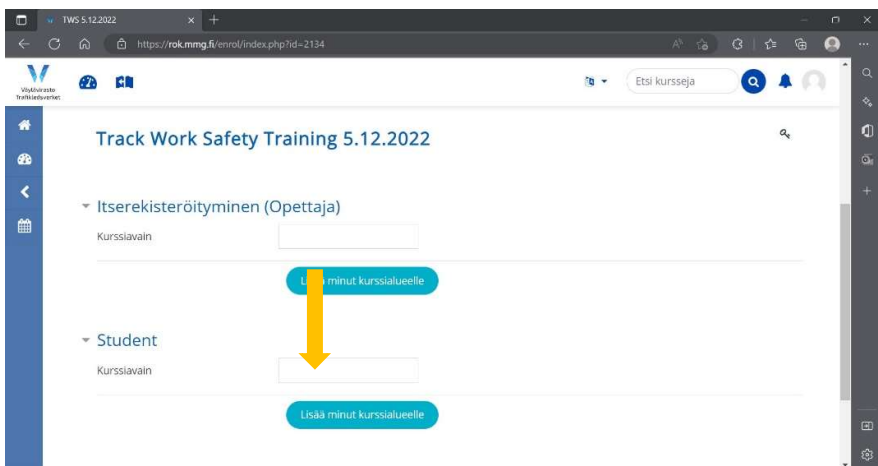 TWS 5.12.2022
https://rok.mmg.fi/enrol/index.php?id=2134
Väylävirasto
Trafikledsverket
Etsi kursseja
Track Work Safety Training 5.12.2022
Itserekisteröityminen (Opettaja)
Kurssiavain
minut kurssialueelle
Student
Kurssiavain
Lisää minut kurssialueelle